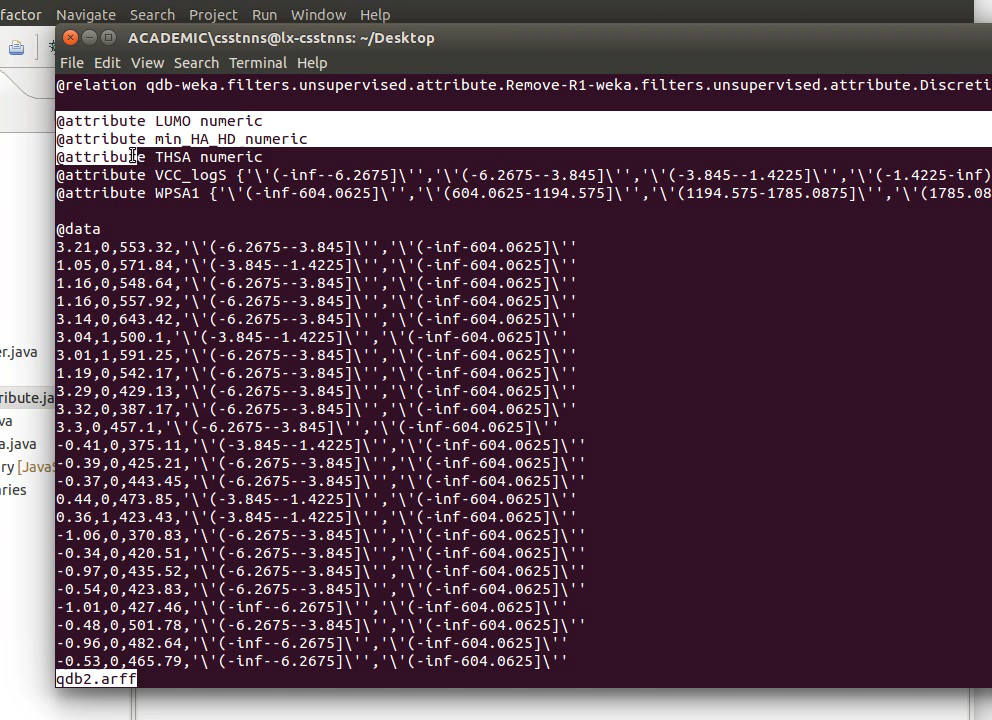 factor Navigate Search Project Run Window Help
ACADEMIC\csstnns@lx-csstnns: ~/Desktop
File Edit View Search Terminal Help
@relation qdb-weka.filters.unsupervised.attribute.Remove-R1-weka.filters.unsupervised.attribute.Discreti
@attribute LUMO numeric
@attribute min_HA_HD numeric
@attribute THSA numeric
@attribute VCC_logS {'\'(-inf--6.2675]\'','\'(-6.2675--3.845]\'','\'(-3.845--1.4225]\'','\'(-1.4225-inf)
@attribute WPSA1 {'\'(-inf-604.0625]\'','\'(604.0625-1194.575]\'','\'(1194.575-1785.0875]\'','\'(1785.08
@data
3.21,0,553.32,'\'(-6.2675--3.845]\'','\'(-inf-604.0625]\''
1.05,0,571.84,'\'(-3.845--1.4225]\'','\'(-inf-604.0625]\''
1.16,0,548.64,'\'(-6.2675--3.845]\'','\'(-inf-604.0625]\''
1.16,0,557.92,'\'(-6.2675--3.845]\'','\'(-inf-604.0625]\''
3.14,0,643.42,'\'(-6.2675--3.845]\'','\'(-inf-604.0625]\''
3.04,1,500.1,'\'(-3.845--1.4225]\'','\'(-inf-604.0625]\''
3.01,1,591.25,'\'(-6.2675--3.845]\'','\'(-inf-604.0625]\''
er.java
1.19,0,542.17,'\'(-6.2675--3.845]\'','\'(-inf-604.0625]\''
3.29,0,429.13,'\'(-6.2675--3.845]\'','\'(-inf-604.0625]\''
ribute.ja
3.32,0,387.17,'\'(-6.2675--3.845]\'','\'(-inf-604.0625]\''
va
3.3,0,457.1,'\'(-6.2675--3.845]\'','\'(-inf-604.0625]\''
a.java
-0.41,0,375.11,'\'(-3.845--1.4225]\'','\'(-inf-604.0625]\''
ry [JavaS
-0.39,0,425.21,'\'(-6.2675--3.845]\'','\'(-inf-604.0625]\''
-0.37,0,443.45,'\'(-6.2675--3.845]\'','\'(-inf-604.0625]\''
raries
0.44,0,473.85,'\'(-3.845--1.4225]\'','\'(-inf-604.0625]\''
0.36,1,423.43,'\'(-3.845--1.4225]\'','\'(-inf-604.0625]\''
-1.06,0,370.83,'\'(-6.2675--3.845]\'','\'(-inf-604.0625]\''
-0.34,0,420.51,'\'(-6.2675--3.845]\'','\'(-inf-604.0625]\''
-0.97,0,435.52,'\'(-6.2675--3.845]\'','\'(-inf-604.0625]\''
-0.54,0,423.83,'\'(-6.2675--3.845]\'','\'(-inf-604.0625]\''
-1.01,0,427.46,'\'(-inf--6.2675]\'','\'(-inf-604.0625]\''
-0.48,0,501.78,'\'(-6.2675--3.845]\'','\'(-inf-604.0625]\''
-0.96,0,482.64,'\'(-inf--6.2675]\'','\'(-inf-604.0625]\''
-0.53,0,465.79,'\'(-inf--6.2675]\'','\'(-inf-604.0625]\''
qdb2.arff